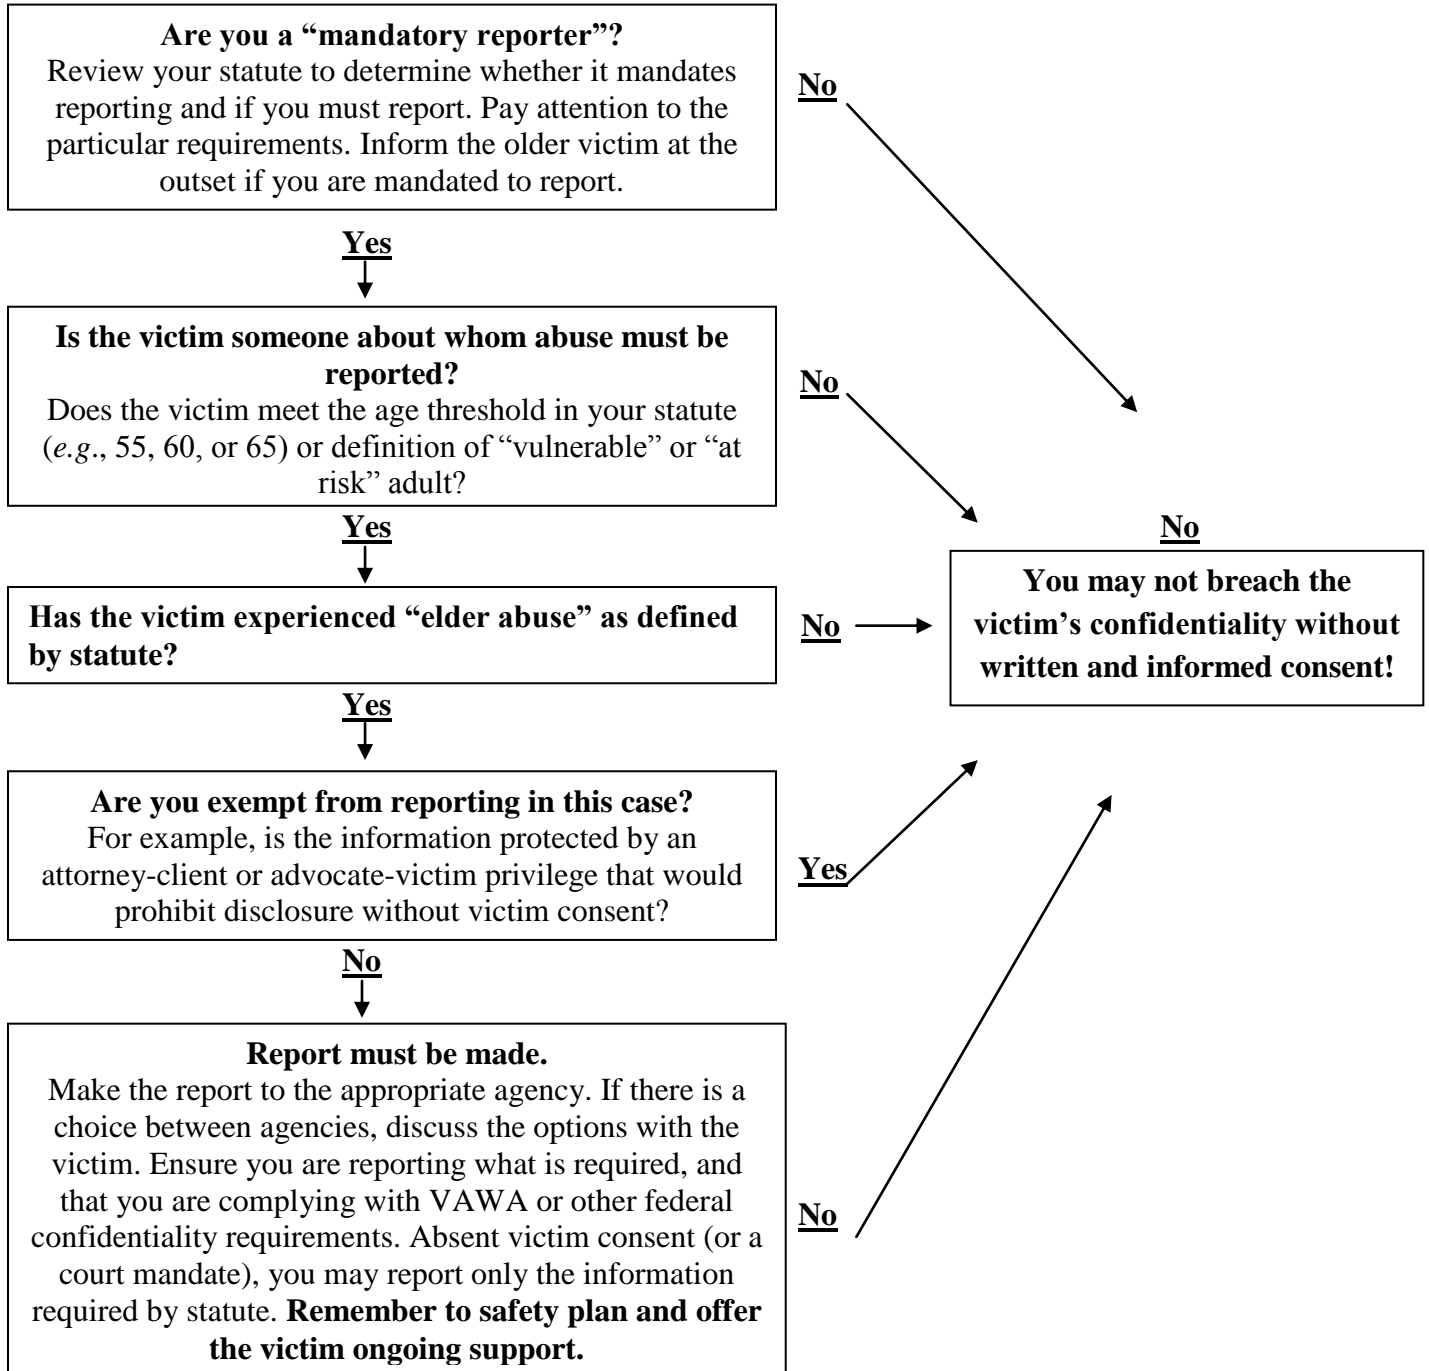 Are you a “mandatory reporter”?
Review your statute to determine whether it mandates
reporting and if you must report. Pay attention to the
particular requirements. Inform the older victim at the
outset if you are mandated to report.
No
Yes
Is the victim someone about whom abuse must be
reported?
Does the victim meet the age threshold in your statute
(e.g., 55, 60, or 65) or definition of “vulnerable” or “at
risk” adult?
No
Yes
No
You may not breach the
victim’s confidentiality without
written and informed consent!
Has the victim experienced “elder abuse” as defined
by statute?
No
Yes
Are you exempt from reporting in this case?
For example, is the information protected by an
attorney-client or advocate-victim privilege that would
prohibit disclosure without victim consent?
Yes
No
Report must be made.
Make the report to the appropriate agency. If there is a
choice between agencies, discuss the options with the
victim. Ensure you are reporting what is required, and
that you are complying with VAWA or other federal
confidentiality requirements. Absent victim consent (or a
court mandate), you may report only the information
required by statute. Remember to safety plan and offer
the victim ongoing support.
No